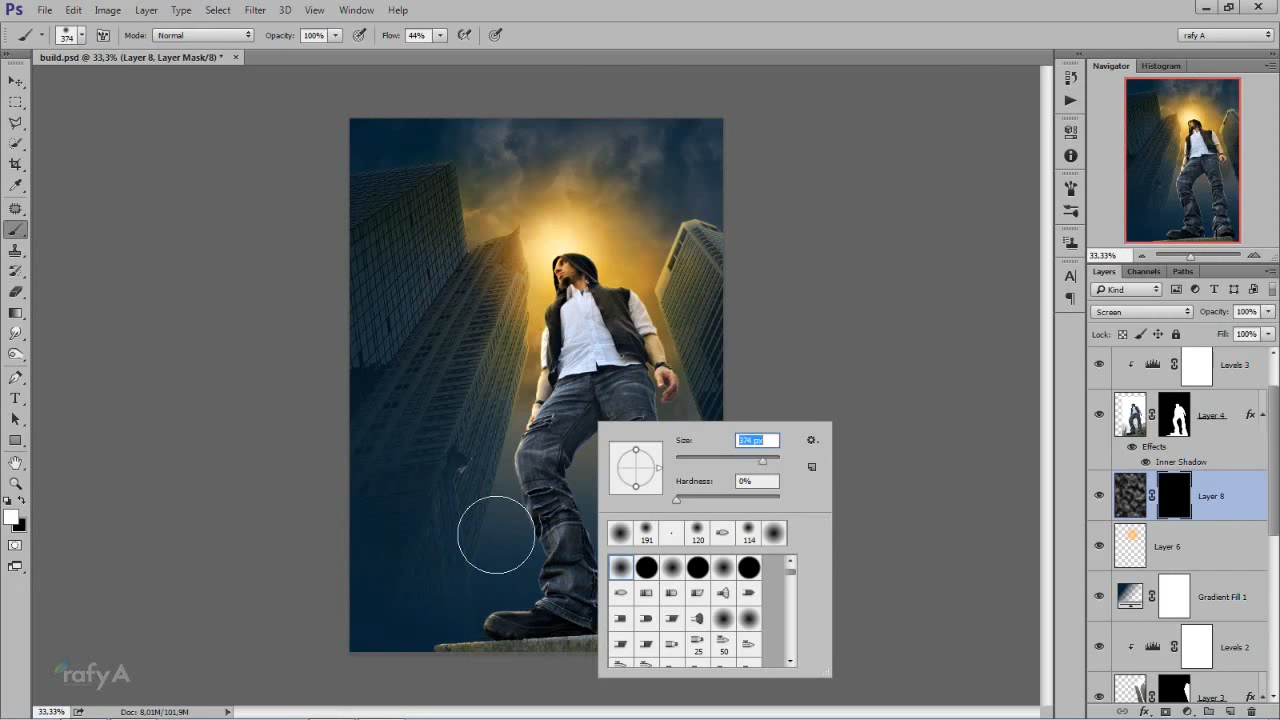 Ps File Edit Image Layer Type Select Filter 3D View Window Help
374 Mode: Normal Opacity: 100% Flow: 44% rafy A
build.psd @ 33,3% (Layer 8, Layer Mask/8) * ×
Navigator Histogram
33,33%
Layers Channels Paths
Kind
Screen Opacity: 100%
Lock: Fill: 100%
Levels 3
Layer 4 fx
Effects
Inner Shadow
Layer 8
Layer 6
Gradient Fill 1
Levels 2
Layer 3 fx
Size: 374 px
Hardness: 0%
191 120 114
25 50
rafy A
33,33% Doc: 8,01M/101,9M